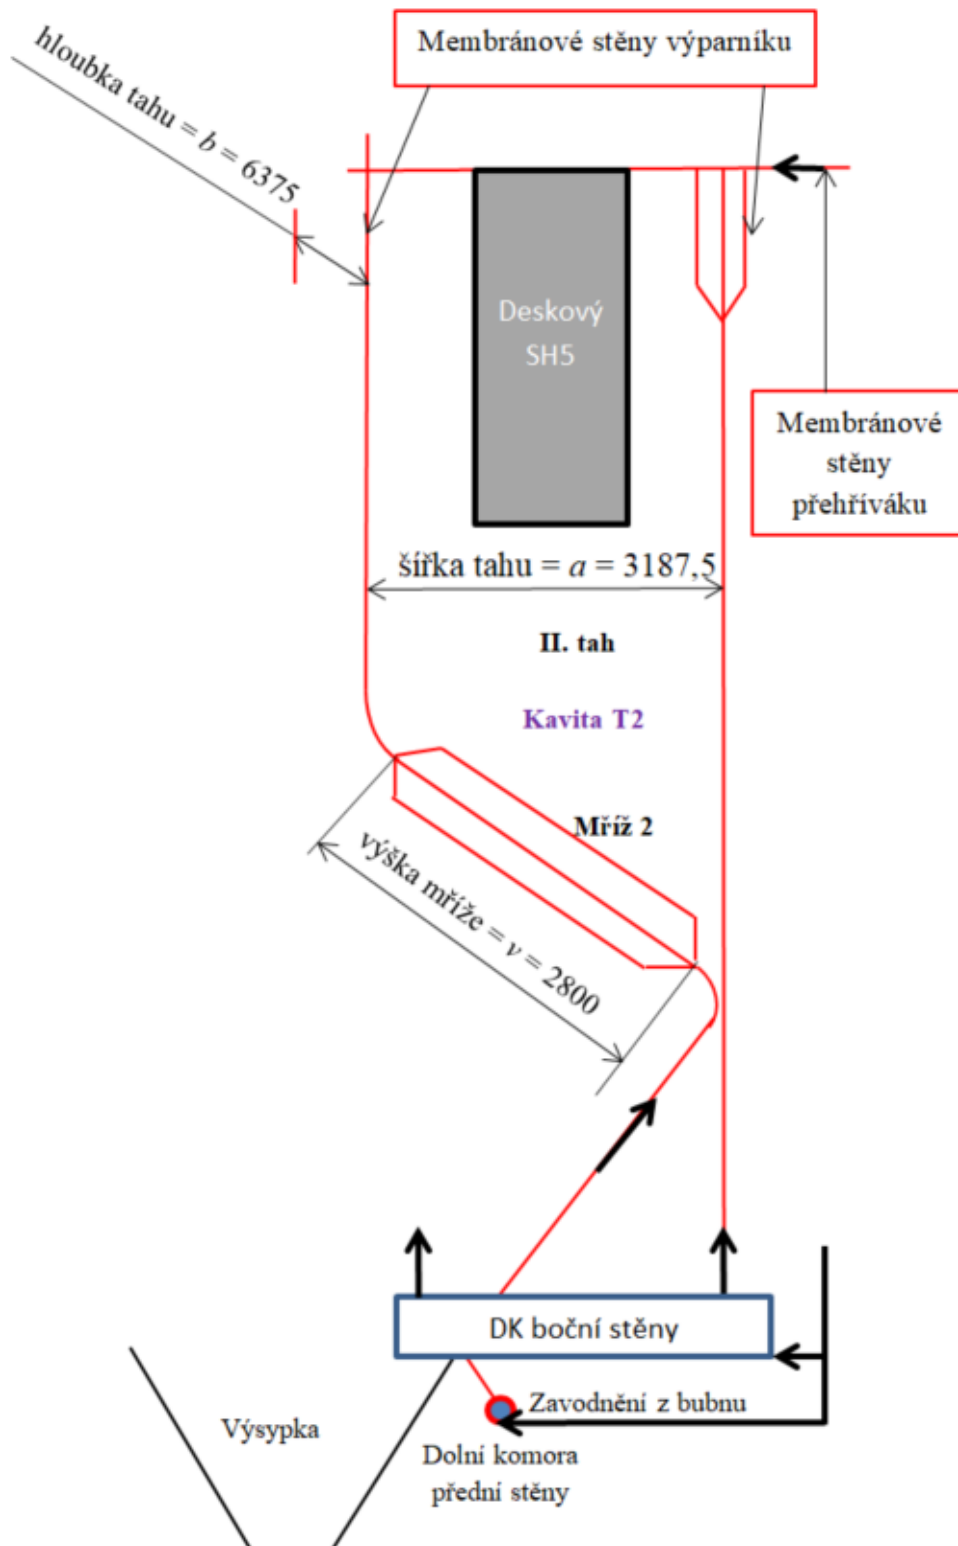 Membránové stěny výparníku
hloubka tahu = b = 6375
Deskový
SH5
Membránové
stěny
přehříváku
šířka tahu = a = 3187,5
II. tah
Kavita T2
Mříž 2
výška mříže = v = 2800
DK boční stěny
Zavodnění z bubnu
Výsypka
Dolní komora
přední stěny